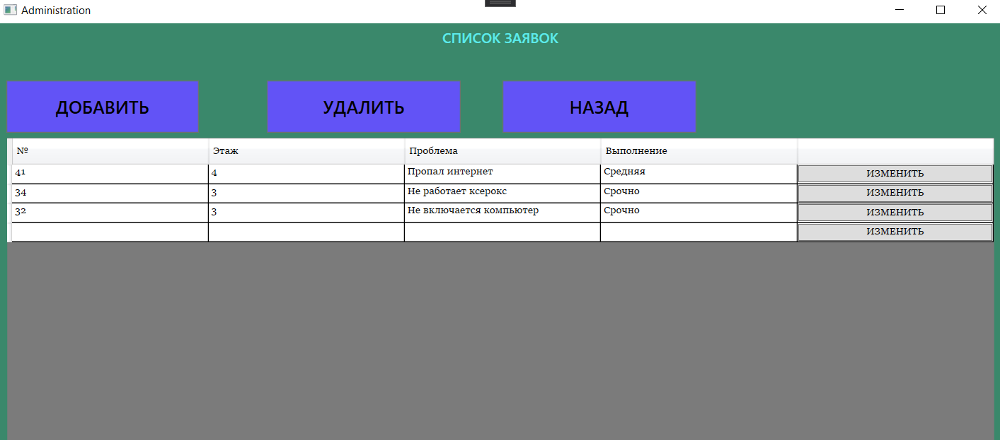 Administration
СПИСОК ЗАЯВОК
ДОБАВИТЬ УДАЛИТЬ НАЗАД
№ Этаж Проблема Выполнение
41 4 Пропал интернет Средняя ИЗМЕНИТЬ
34 3 Не работает ксерокс Срочно ИЗМЕНИТЬ
32 3 Не включается компьютер Срочно ИЗМЕНИТЬ
ИЗМЕНИТЬ